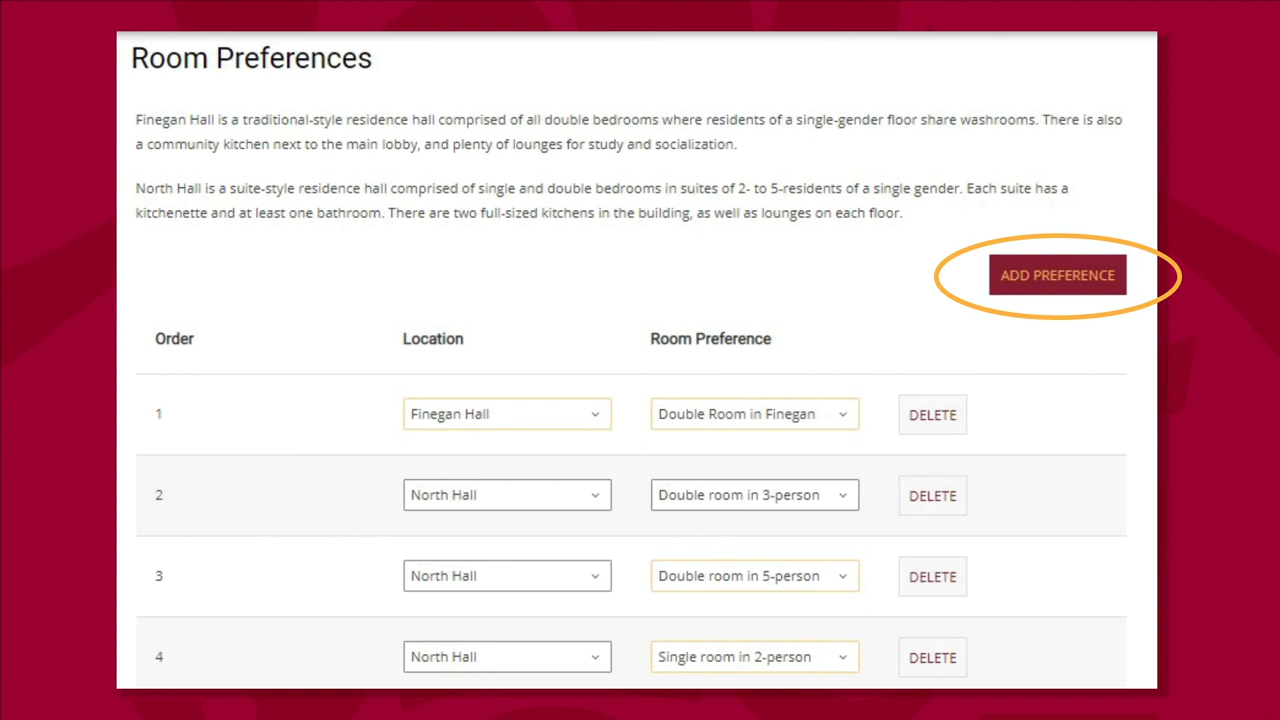 Room Preferences
Finegan Hall is a traditional-style residence hall comprised of all double bedrooms where residents of a single-gender floor share washrooms. There is also
a community kitchen next to the main lobby, and plenty of lounges for study and socialization.
North Hall is a suite-style residence hall comprised of single and double bedrooms in suites of 2- to 5-residents of a single gender. Each suite has a
kitchenette and at least one bathroom. There are two full-sized kitchens in the building, as well as lounges on each floor.
ADD PREFERENCE
Order Location Room Preference
1 Finegan Hall Double Room in Finegan DELETE
2 North Hall Double room in 3-person DELETE
3 North Hall Double room in 5-person DELETE
4 North Hall Single room in 2-person DELETE